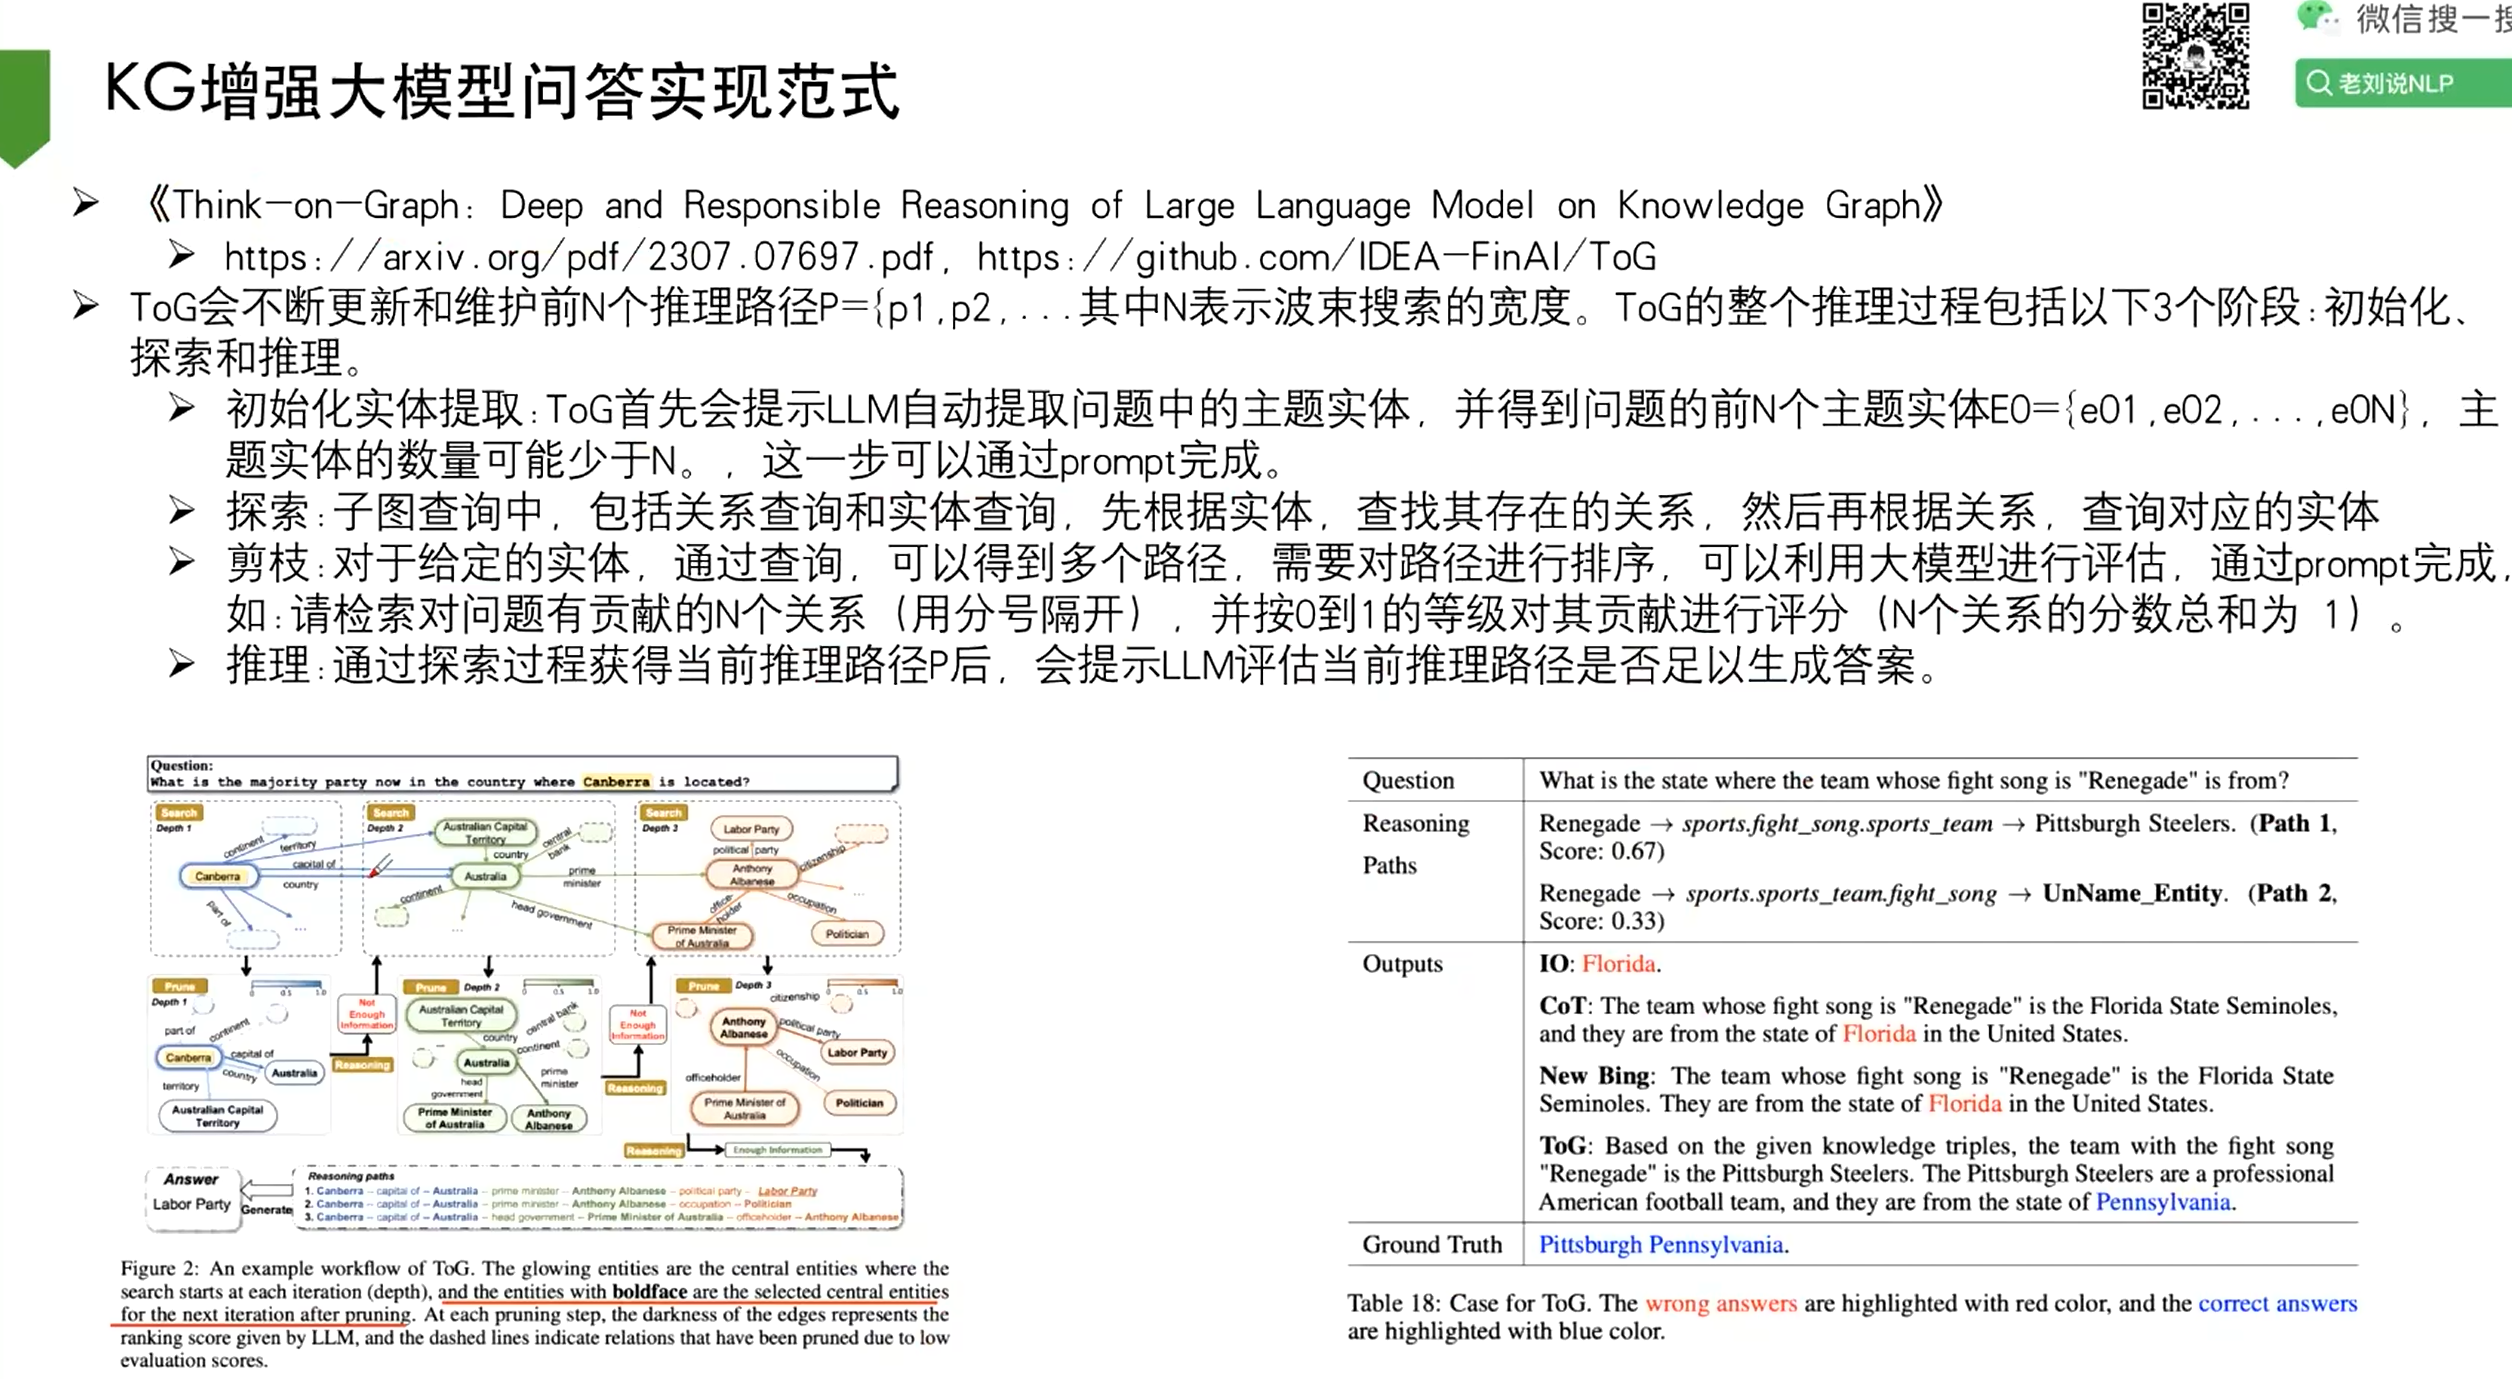 微信搜一搜
老刘说NLP
KG增强大模型问答实现范式
《Think-on-Graph: Deep and Responsible Reasoning of Large Language Model on Knowledge Graph》
https://arxiv.org/pdf/2307.07697.pdf, https://github.com/IDEA-FinAI/ToG
ToG会不断更新和维护前N个推理路径P={p1,p2,...其中N表示波束搜索的宽度。ToG的整个推理过程包括以下3个阶段:初始化、
探索和推理。
初始化实体提取:ToG首先会提示LLM自动提取问题中的主题实体,并得到问题的前N个主题实体E0={e01,e02,...,e0N},主
题实体的数量可能少于N。,这一步可以通过prompt完成。
探索:子图查询中,包括关系查询和实体查询,先根据实体,查找其存在的关系,然后再根据关系,查询对应的实体
剪枝:对于给定的实体,通过查询,可以得到多个路径,需要对路径进行排序,可以利用大模型进行评估,通过prompt完成,
如:请检索对问题有贡献的N个关系(用分号隔开),并按0到1的等级对其贡献进行评分(N个关系的分数总和为 1)。
推理:通过探索过程获得当前推理路径P后,会提示LLM评估当前推理路径是否足以生成答案。
Question:
What is the majority party now in the country where Canberra is located?
Search
Depth 1
continent
territory
capital of
Canberra
country
part of
...
Search
Depth 2
Australian Capital
Territory
central
bank
country
Australia
prime
minister
continent
head government
...
Search
Depth 3
Labor Party
political party
citizenship
Anthony
Albanese
...
office-
holder
occupation
Prime Minister
of Australia
Politician
Prune
Depth 1
0 0.5 1.0
part of
continent
Canberra
capital of
country
Australia
territory
Australian Capital
Territory
Not
Enough
Information
Reasoning
Prune
Depth 2
0 0.5 1.0
Australian Capital
Territory
central bank
country
continent
Australia
head
government
prime
minister
Prime Minister
of Australia
Anthony
Albanese
Not
Enough
Information
Reasoning
Prune
Depth 3
0 0.5 1.0
citizenship
Anthony
Albanese
political party
Labor Party
occupation
officeholder
Prime Minister of
Australia
Politician
Reasoning
Enough Information
Answer
Labor Party
Generate
Reasoning paths
1. Canberra – capital of – Australia – prime minister – Anthony Albanese – political party – Labor Party
2. Canberra – capital of – Australia – prime minister – Anthony Albanese – occupation – Politician
3. Canberra – capital of – Australia – head government – Prime Minister of Australia – officeholder – Anthony Albanese
Figure 2: An example workflow of ToG. The glowing entities are the central entities where the
search starts at each iteration (depth), and the entities with boldface are the selected central entities
for the next iteration after pruning. At each pruning step, the darkness of the edges represents the
ranking score given by LLM, and the dashed lines indicate relations that have been pruned due to low
evaluation scores.
Question
What is the state where the team whose fight song is "Renegade" is from?
Reasoning
Paths
Renegade → sports.fight_song.sports_team → Pittsburgh Steelers. (Path 1,
Score: 0.67)
Renegade → sports.sports_team.fight_song → UnName_Entity. (Path 2,
Score: 0.33)
Outputs
IO: Florida.
CoT: The team whose fight song is "Renegade" is the Florida State Seminoles,
and they are from the state of Florida in the United States.
New Bing: The team whose fight song is "Renegade" is the Florida State
Seminoles. They are from the state of Florida in the United States.
ToG: Based on the given knowledge triples, the team with the fight song
"Renegade" is the Pittsburgh Steelers. The Pittsburgh Steelers are a professional
American football team, and they are from the state of Pennsylvania.
Ground Truth
Pittsburgh Pennsylvania.
Table 18: Case for ToG. The wrong answers are highlighted with red color, and the correct answers
are highlighted with blue color.